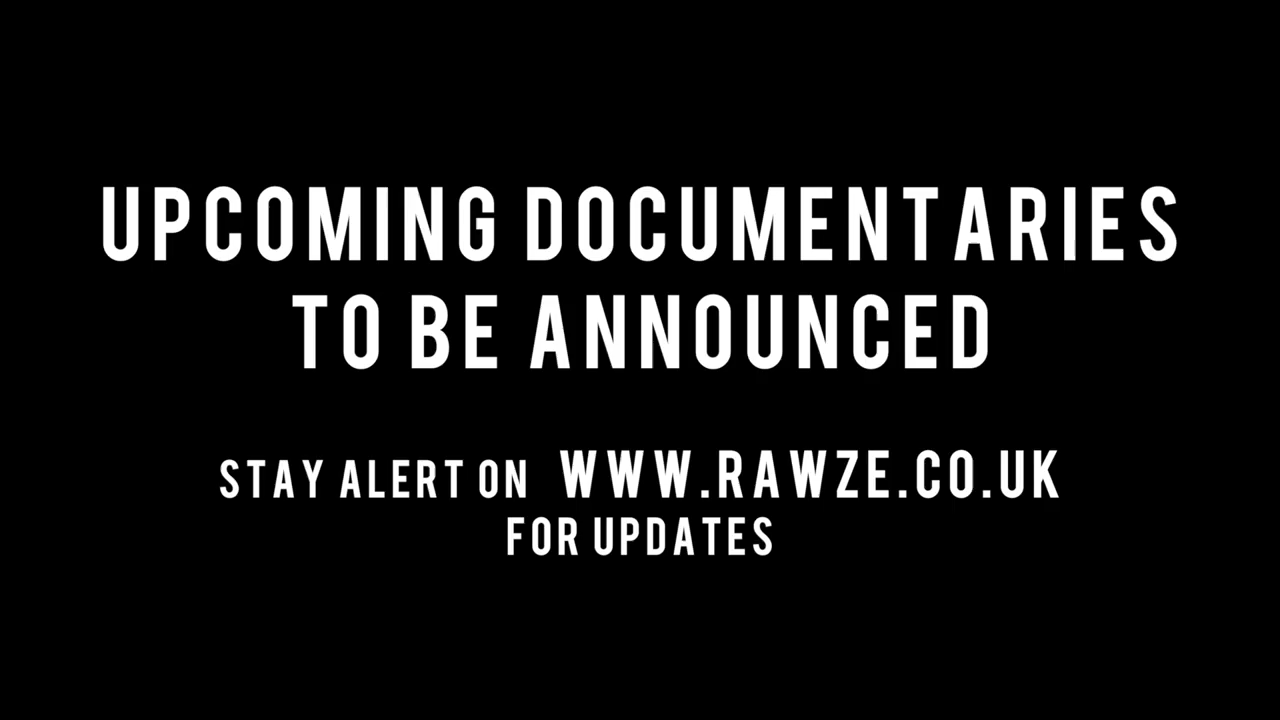 UPCOMING DOCUMENTARIES
TO BE ANNOUNCED
STAY ALERT ON WWW.RAWZE.CO.UK
FOR UPDATES